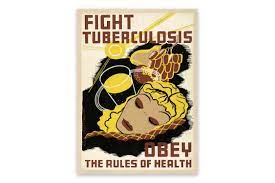 FIGHT
TUBERCULOSIS
OBEY
THE RULES OF HEALTH